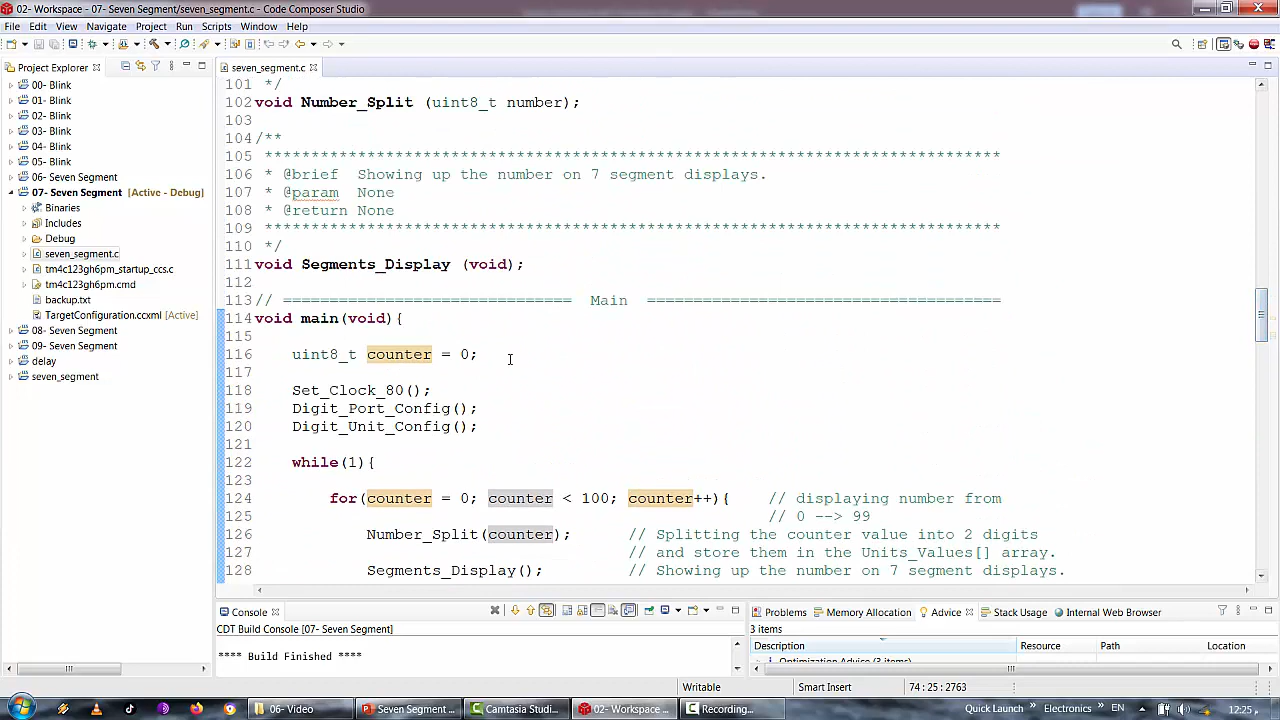 02- Workspace - 07- Seven Segment/seven_segment.c - Code Composer Studio
File Edit View Navigate Project Run Scripts Window Help
Project Explorer
seven_segment.c
00- Blink
01- Blink
02- Blink
03- Blink
04- Blink
05- Blink
06- Seven Segment
07- Seven Segment [Active - Debug]
Binaries
Includes
Debug
seven_segment.c
tm4c123gh6pm_startup_ccs.c
tm4c123gh6pm.cmd
backup.txt
TargetConfiguration.ccxml [Active]
08- Seven Segment
09- Seven Segment
delay
seven_segment
101 */
102 void Number_Split (uint8_t number);
103
104 /**
105 *******************************************************************************
106 * @brief Showing up the number on 7 segment displays.
107 * @param None
108 * @return None
109 *******************************************************************************
110 */
111 void Segments_Display (void);
112
113 // =============================== Main ======================================
114 void main(void){
115
116 uint8_t counter = 0;
117
118 Set_Clock_80();
119 Digit_Port_Config();
120 Digit_Unit_Config();
121
122 while(1){
123
124 for(counter = 0; counter < 100; counter++){ // displaying number from
125 // 0 --> 99
126 Number_Split(counter); // Splitting the counter value into 2 digits
127 // and store them in the Units_Values[] array.
128 Segments_Display(); // Showing up the number on 7 segment displays.
Console
CDT Build Console [07- Seven Segment]
**** Build Finished ****
Problems Memory Allocation Advice Stack Usage Internal Web Browser
3 items
Description Resource Path Location
Optimization Advice (3 items)
Writable Smart Insert 74 : 25 : 2763
06- Video Seven Segment ... Camtasia Studi... 02- Workspace ... Recording... Quick Launch Electronics EN 12:25